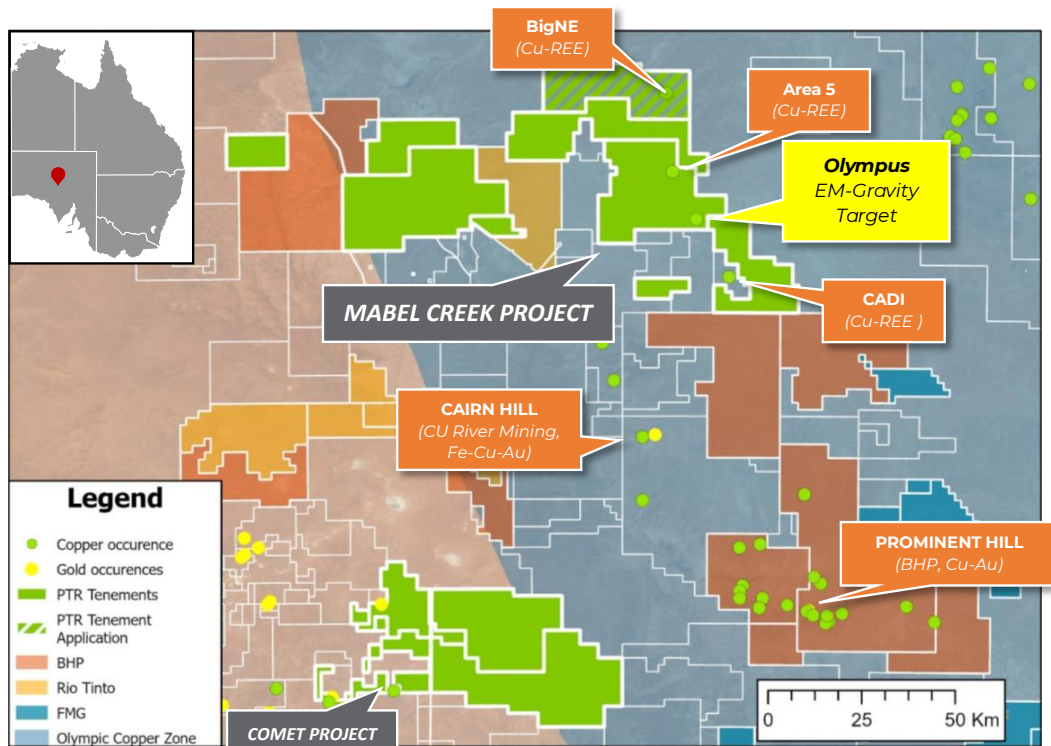 BigNE
(Cu-REE)
Area 5
(Cu-REE)
Olympus
EM-Gravity
Target
MABEL CREEK PROJECT
CADI
(Cu-REE )
CAIRN HILL
(CU River Mining,
Fe-Cu-Au)
PROMINENT HILL
(BHP, Cu-Au)
Legend
Copper occurence
Gold occurences
PTR Tenements
PTR Tenement
Application
BHP
Rio Tinto
FMG
Olympic Copper Zone
COMET PROJECT
0 25 50 Km